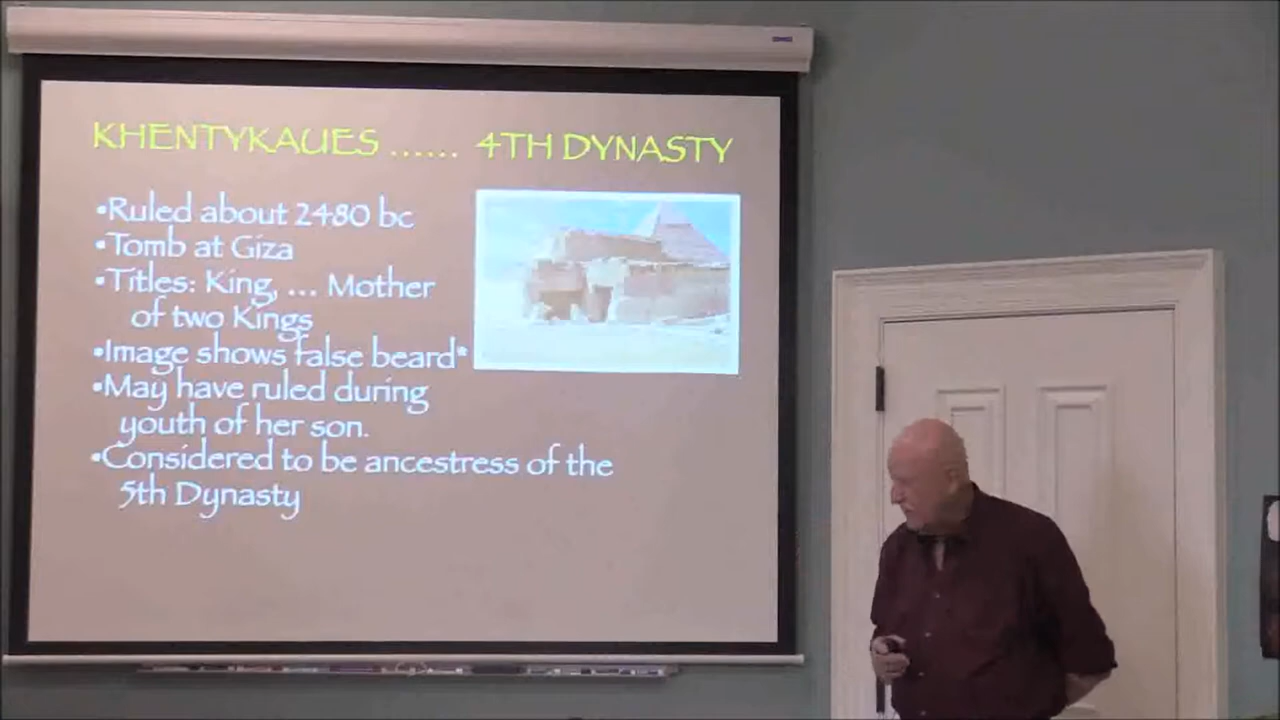 KHENTYKAUES ...... 4TH DYNASTY
•Ruled about 2480 bc
•Tomb at Giza
•Titles: King, ... Mother
of two Kings
•Image shows false beard*
•May have ruled during
youth of her son.
•Considered to be ancestress of the
5th Dynasty